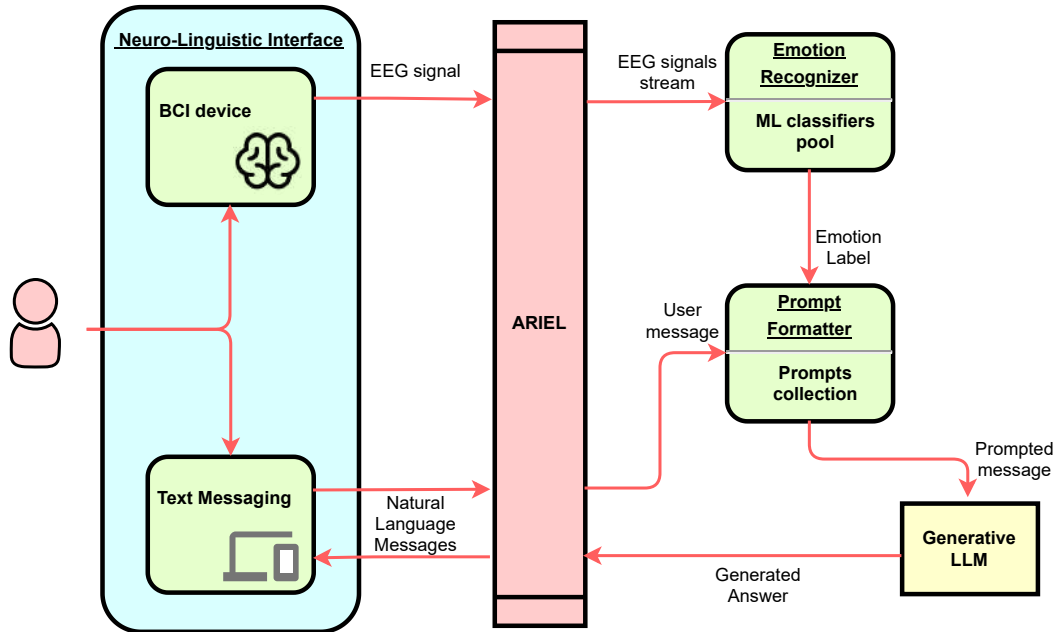 Neuro-Linguistic Interface
BCI device
EEG signal
Text Messaging
Natural
Language
Messages
ARIEL
EEG signals
stream
Emotion
Recognizer
ML classifiers
pool
Emotion
Label
User
message
Prompt
Formatter
Prompts
collection
Prompted
message
Generative
LLM
Generated
Answer